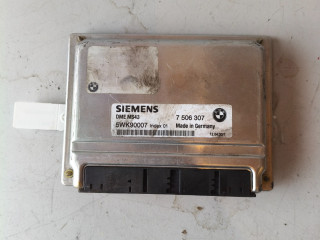 SIEMENS
DME MS42 7 506 307
5WK90007 Made in Germany